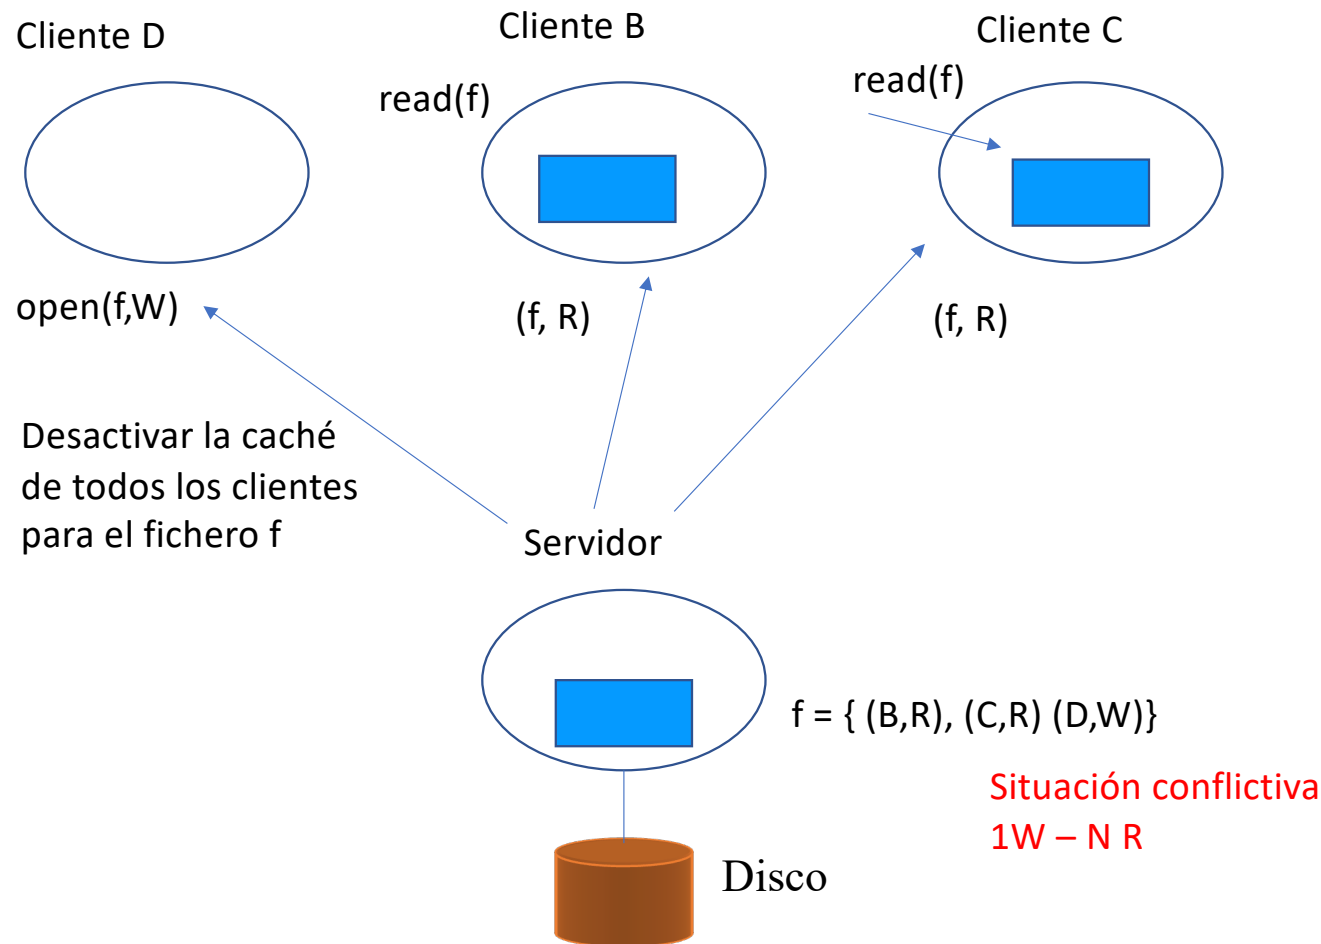 Cliente D
Cliente B
Cliente C
read(f)
read(f)
open(f,W)
(f, R)
(f, R)
Desactivar la caché
de todos los clientes
para el fichero f
Servidor
f = { (B,R), (C,R) (D,W)}
Situación conflictiva
1W – N R
Disco